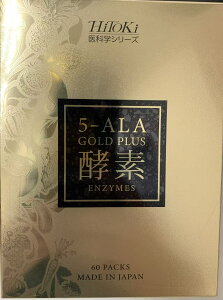 HiToKi
医科学シリーズ
5-ALA
GOLD PLUS
酵素
ENZYMES
60 PACKS
MADE IN JAPAN